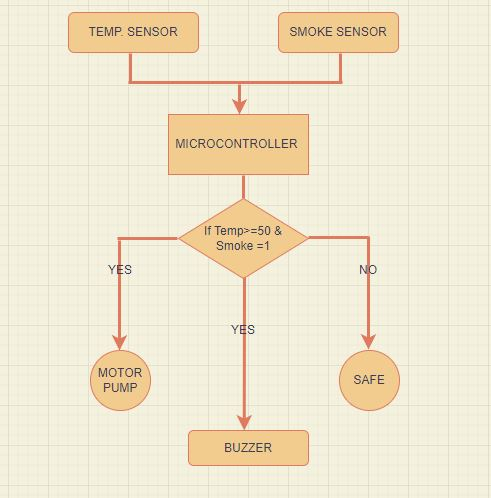 TEMP. SENSOR
SMOKE SENSOR
MICROCONTROLLER
If Temp>=50 &
Smoke =1
YES
NO
YES
MOTOR
PUMP
SAFE
BUZZER